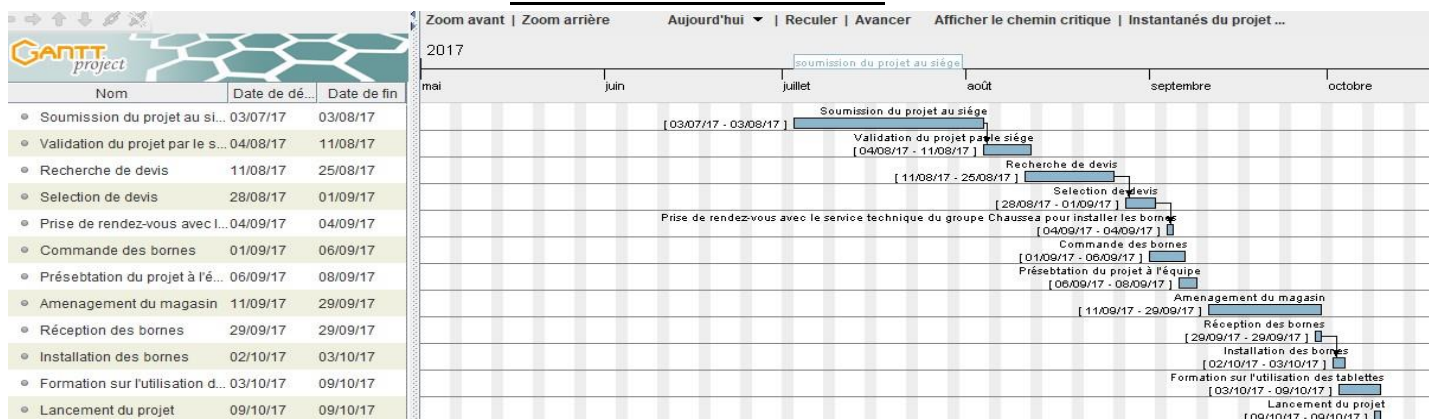 Zoom avant | Zoom arrière Aujourd'hui | Reculer | Avancer Afficher le chemin critique | Instantanés du projet ...
GANTT
project
2017
soumission du projet au siége
mai juin juillet août septembre octobre
Nom Date de dé... Date de fin
Soumission du projet au si... 03/07/17 03/08/17
Validation du projet par le s... 04/08/17 11/08/17
Recherche de devis 11/08/17 25/08/17
Selection de devis 28/08/17 01/09/17
Prise de rendez-vous avec l... 04/09/17 04/09/17
Commande des bornes 01/09/17 06/09/17
Présebtation du projet à l'é... 06/09/17 08/09/17
Amenagement du magasin 11/09/17 29/09/17
Réception des bornes 29/09/17 29/09/17
Installation des bornes 02/10/17 03/10/17
Formation sur l'utilisation d... 03/10/17 09/10/17
Lancement du projet 09/10/17 09/10/17
Soumission du projet au siége
[ 03/07/17 - 03/08/17 ]
Validation du projet par le siége
[ 04/08/17 - 11/08/17 ]
Recherche de devis
[ 11/08/17 - 25/08/17 ]
Selection de devis
[ 28/08/17 - 01/09/17 ]
Prise de rendez-vous avec le service technique du groupe Chaussea pour installer les bornes
[ 04/09/17 - 04/09/17 ]
Commande des bornes
[ 01/09/17 - 06/09/17 ]
Présebtation du projet à l'équipe
[ 06/09/17 - 08/09/17 ]
Amenagement du magasin
[ 11/09/17 - 29/09/17 ]
Réception des bornes
[ 29/09/17 - 29/09/17 ]
Installation des bornes
[ 02/10/17 - 03/10/17 ]
Formation sur l'utilisation des tablettes
[ 03/10/17 - 09/10/17 ]
Lancement du projet
[ 09/10/17 - 09/10/17 ]